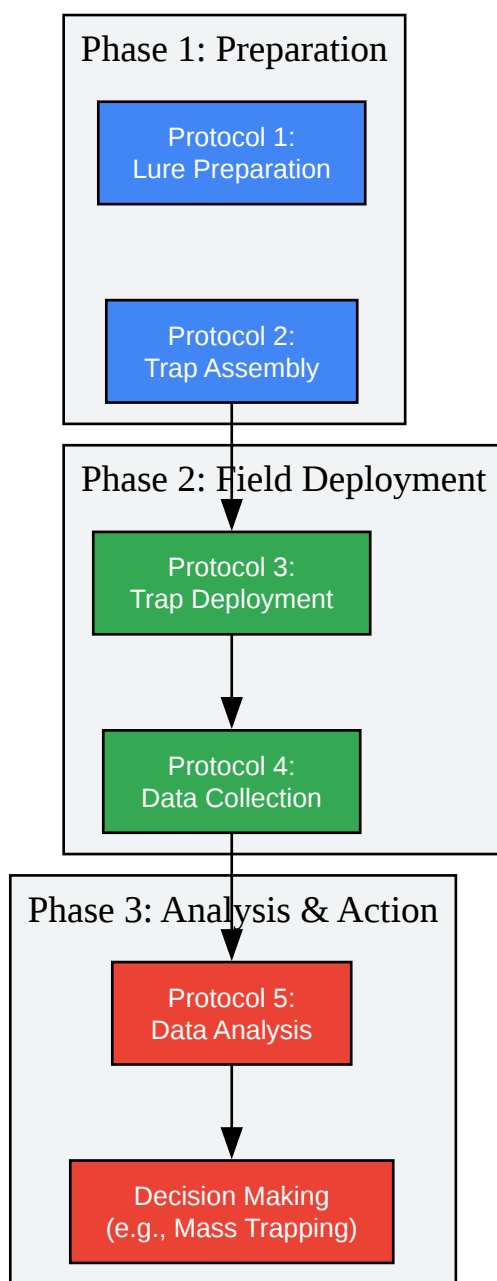 Phase 1: Preparation
Protocol 1:
Lure Preparation
Protocol 2:
Trap Assembly
Phase 2: Field Deployment
Protocol 3:
Trap Deployment
Protocol 4:
Data Collection
Phase 3: Analysis & Action
Protocol 5:
Data Analysis
Decision Making
(e.g., Mass Trapping)